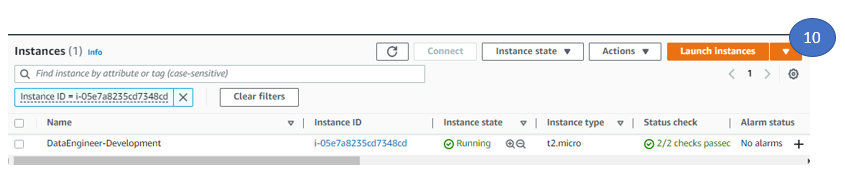 10
Instances (1) Info
Connect Instance state Actions Launch instances
Find instance by attribute or tag (case-sensitive) 1
Instance ID = i-05e7a8235cd7348cd Clear filters
Name Instance ID Instance state Instance type Status check Alarm status
DataEngineer-Development i-05e7a8235cd7348cd Running t2.micro 2/2 checks passec No alarms